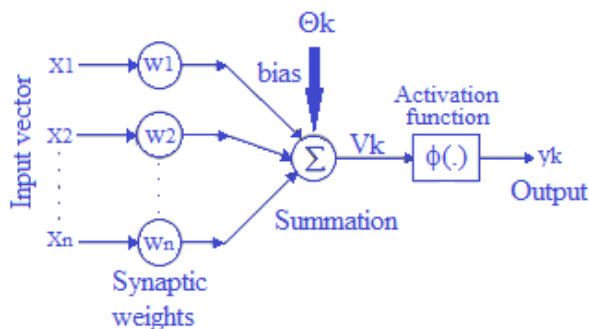 Θk
bias
Input vector
X1
W1
X2
W2
Xn
Wn
Synaptic
weights
Σ
Summation
Vk
Activation
function
ϕ(.)
yk
Output